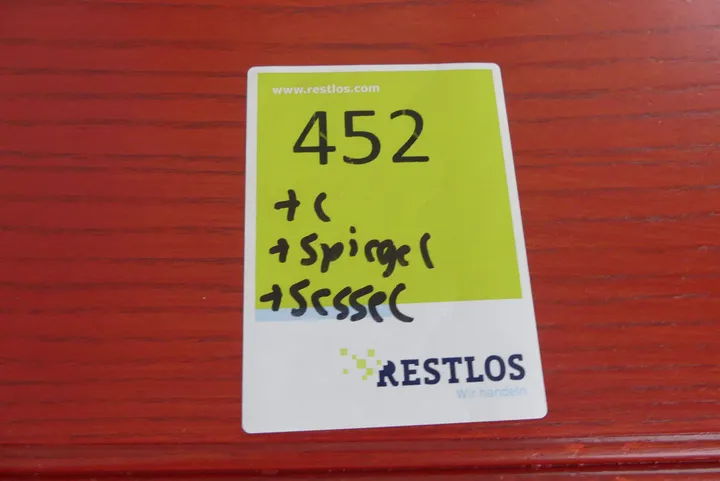 www.restlos.com
452
+ C
+ Spiegel
+ Sessel
RESTLOS
Wir handeln